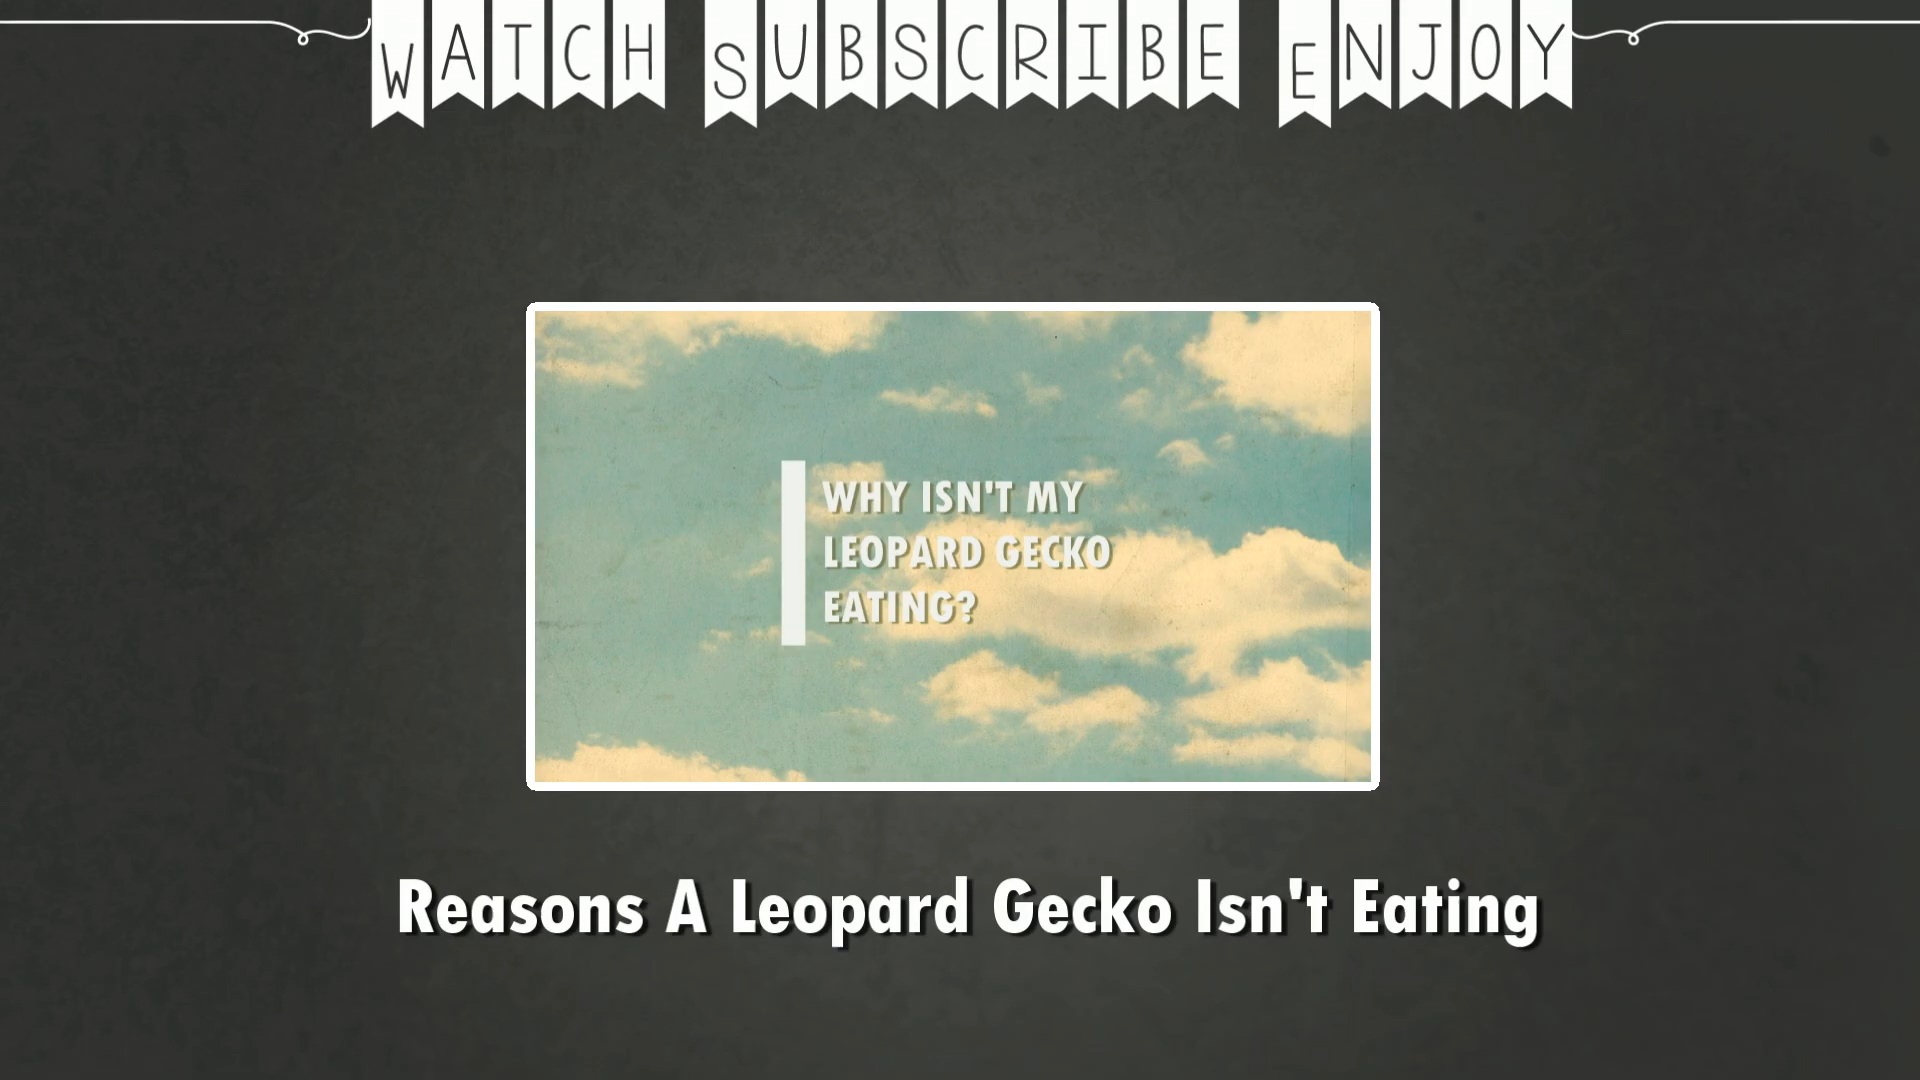 WATCH SUBSCRIBE ENJOY
WHY ISN'T MY
LEOPARD GECKO
EATING?
Reasons A Leopard Gecko Isn't Eating